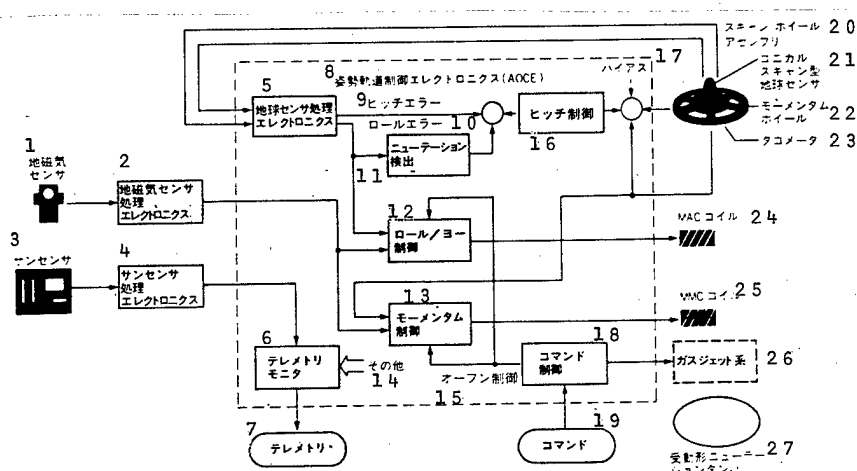 スキャンホイール 20
アセンブリ
コニカル 21
スキャン型
地球センサ
モーメンタム 22
ホイール
タコメータ 23
17
バイアス
8
姿勢軌道制御エレクトロニクス(AOCE)
5
地球センサ処理
エレクトロニクス
9 ピッチエラー
ロールエラー 10
ピッチ制御
16
11
ニューテーション
検出
1
地磁気
センサ
2
地磁気センサ
処理
エレクトロニクス
12
ロール/ヨー
制御
MACコイル 24
3
サンセンサ
4
サンセンサ
処理
エレクトロニクス
13
モーメンタム
制御
MMCコイル 25
6
テレメトリ
モニタ
その他
14
オープン制御
15
18
コマンド
制御
ガスジェット系 26
7
テレメトリ
19
コマンド
受動形ニュー 27